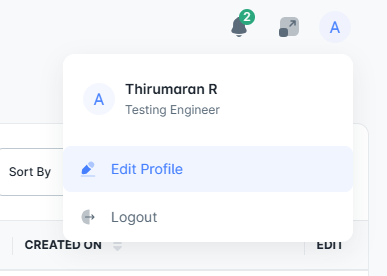 2
A
A
Thirumaran R
Testing Engineer
Edit Profile
Sort By
Logout
CREATED ON
EDIT